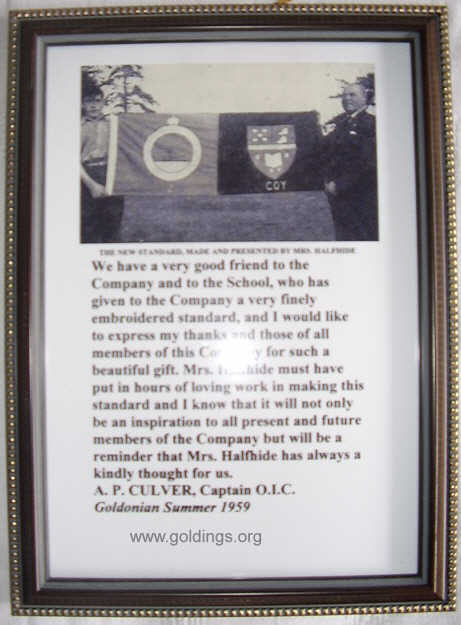 COY
THE NEW STANDARD, MADE AND PRESENTED BY MRS. HALFHIDE
We have a very good friend to the
Company and to the School, who has
given to the Company a very finely
embroidered standard, and I would like
to express my thanks and those of all
members of this Company for such a
beautiful gift. Mrs. Halfhide must have
put in hours of loving work in making this
standard and I know that it will not only
be an inspiration to all present and future
members of the Company but will be a
reminder that Mrs. Halfhide has always a
kindly thought for us.
A. P. CULVER, Captain O.I.C.
Goldonian Summer 1959
www.goldings.org